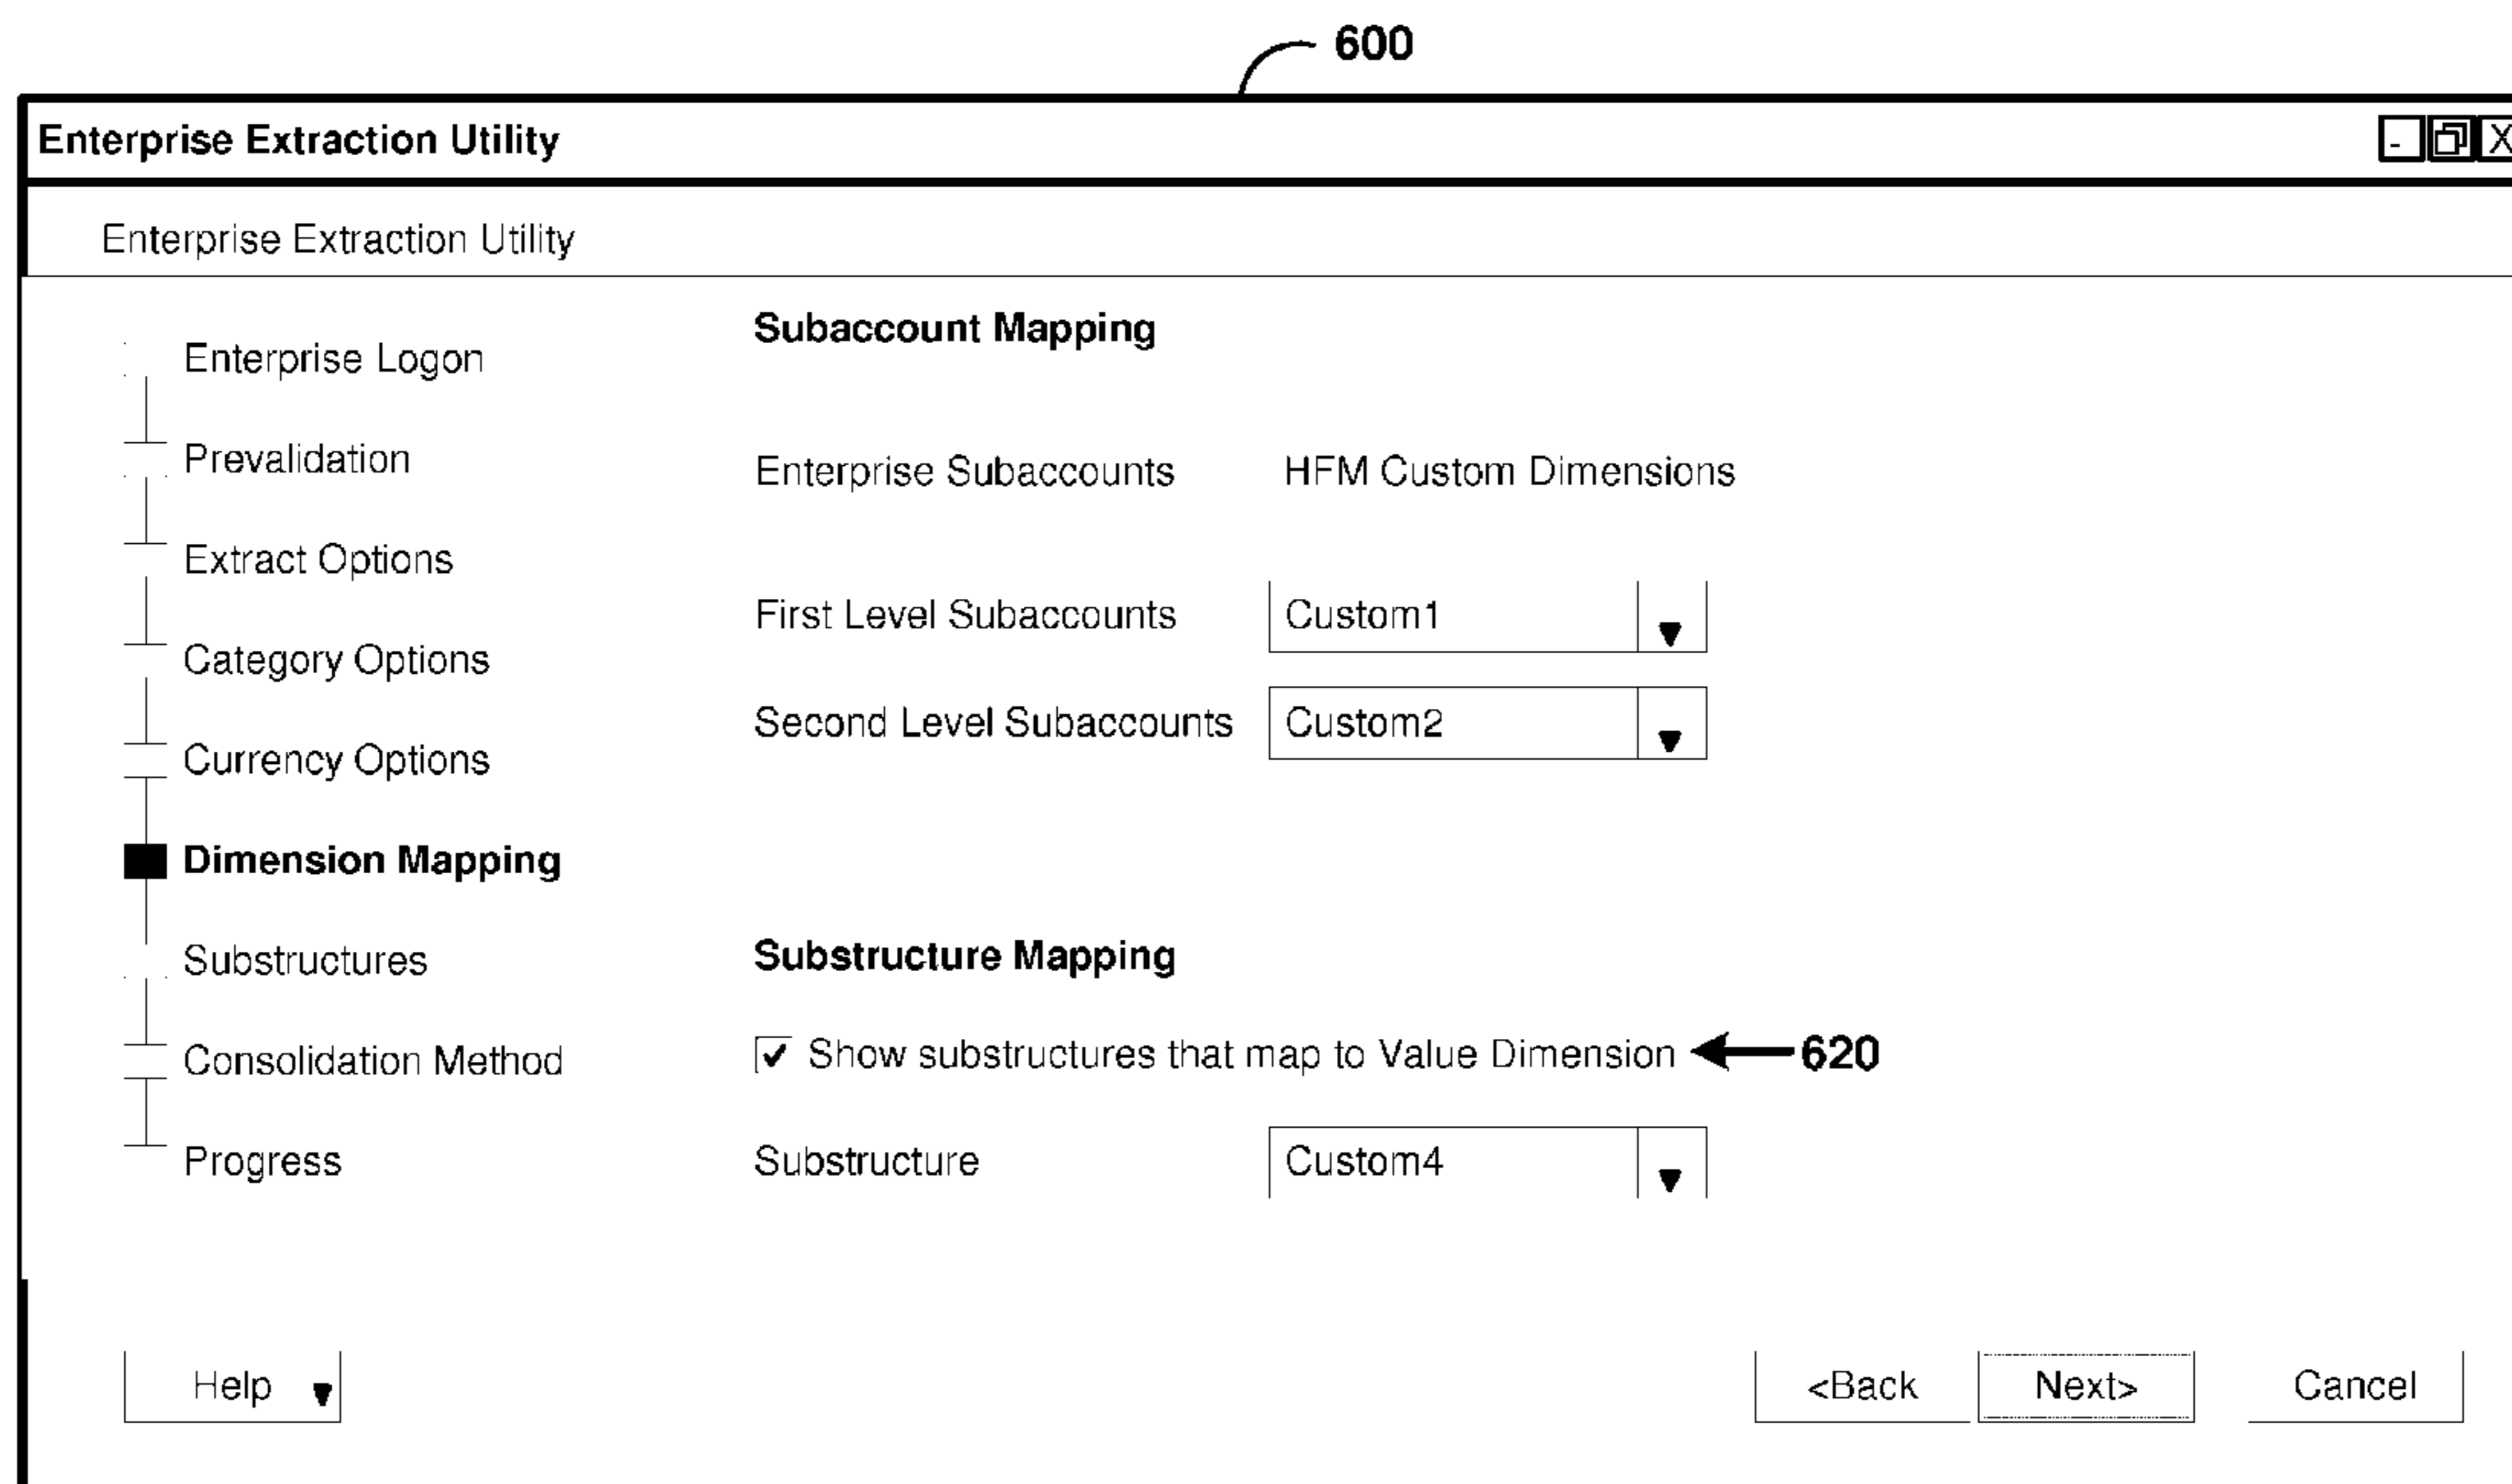 600
Enterprise Extraction Utility
- X
Enterprise Extraction Utility
Enterprise Logon
Prevalidation
Extract Options
Category Options
Currency Options
Dimension Mapping
Substructures
Consolidation Method
Progress
Subaccount Mapping
Enterprise Subaccounts HFM Custom Dimensions
First Level Subaccounts Custom1
Second Level Subaccounts Custom2
Substructure Mapping
Show substructures that map to Value Dimension 620
Substructure Custom4
Help <Back Next> Cancel